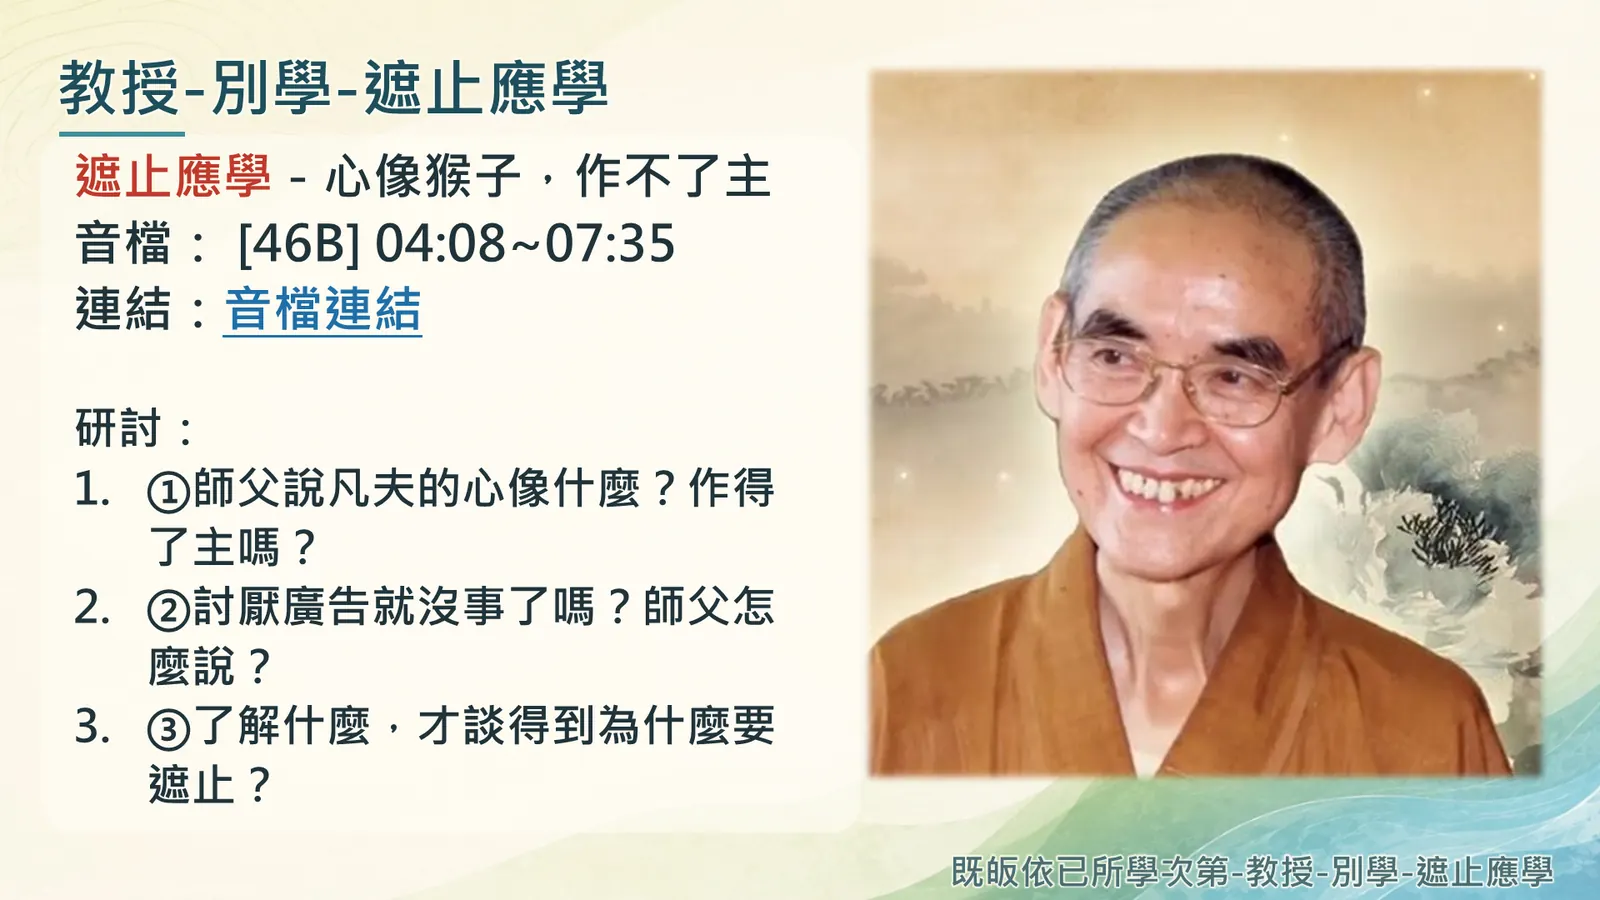 教授-別學-遮止應學
遮止應學 - 心像猴子，作不了主
音檔： [46B] 04:08~07:35
連結：音檔連結
研討：
1. ①師父說凡夫的心像什麼？作得
了主嗎？
2. ②討厭廣告就沒事了嗎？師父怎
麼說？
3. ③了解什麼，才談得到為什麼要
遮止？
既皈依已所學次第-教授-別學-遮止應學